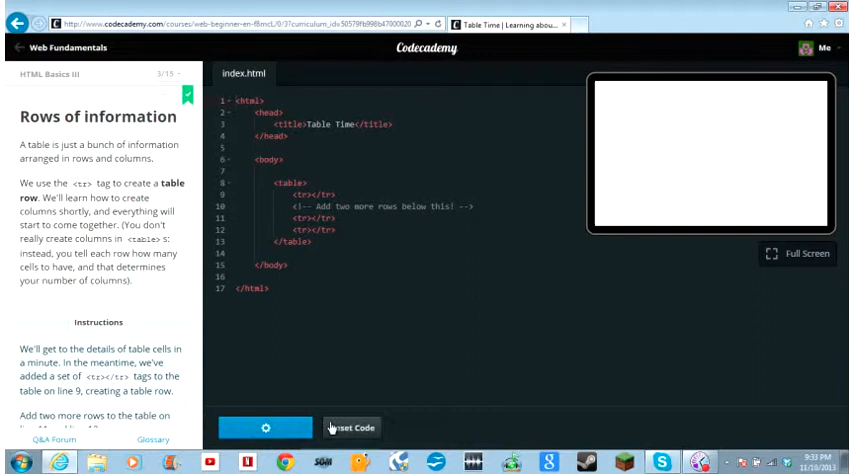 http://www.codecademy.com/courses/web-beginner-en-f8mcL/0/3?curriculum_id=50579fb998b47000020
Table Time | Learning abou...
Web Fundamentals
Codecademy
Me
HTML Basics III
3/15
index.html
Rows of information
A table is just a bunch of information
arranged in rows and columns.
We use the <tr> tag to create a table
row. We'll learn how to create
columns shortly, and everything will
start to come together. (You don't
really create columns in <table> s:
instead, you tell each row how many
cells to have, and that determines
your number of columns).
Instructions
We'll get to the details of table cells in
a minute. In the meantime, we've
added a set of <tr></tr> tags to the
table on line 9, creating a table row.
Add two more rows to the table on
Q&A Forum
Glossary
1 <html>
2 <head>
3 <title>Table Time</title>
4 </head>
5
6 <body>
7
8 <table>
9 <tr></tr>
10 <!-- Add two more rows below this! -->
11 <tr></tr>
12 <tr></tr>
13 </table>
14
15 </body>
16
17 </html>
Full Screen
set Code
9:33 PM
11/10/2013